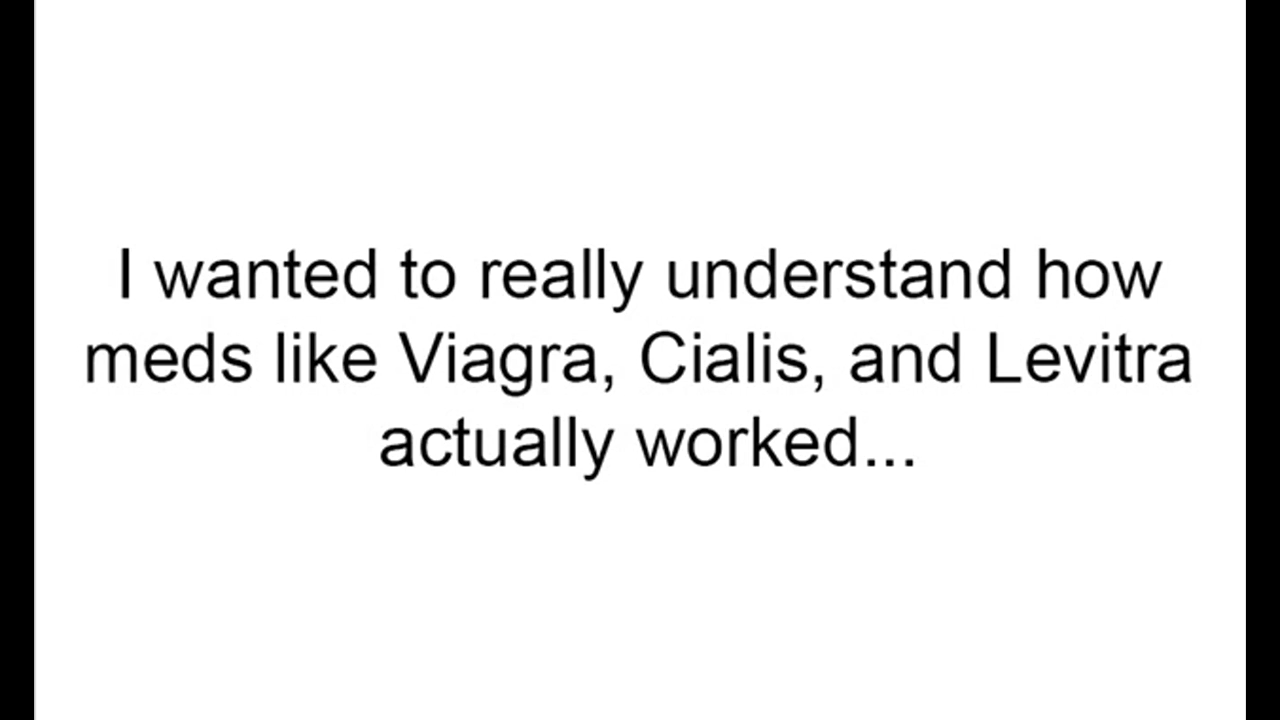 I wanted to really understand how
meds like Viagra, Cialis, and Levitra
actually worked...